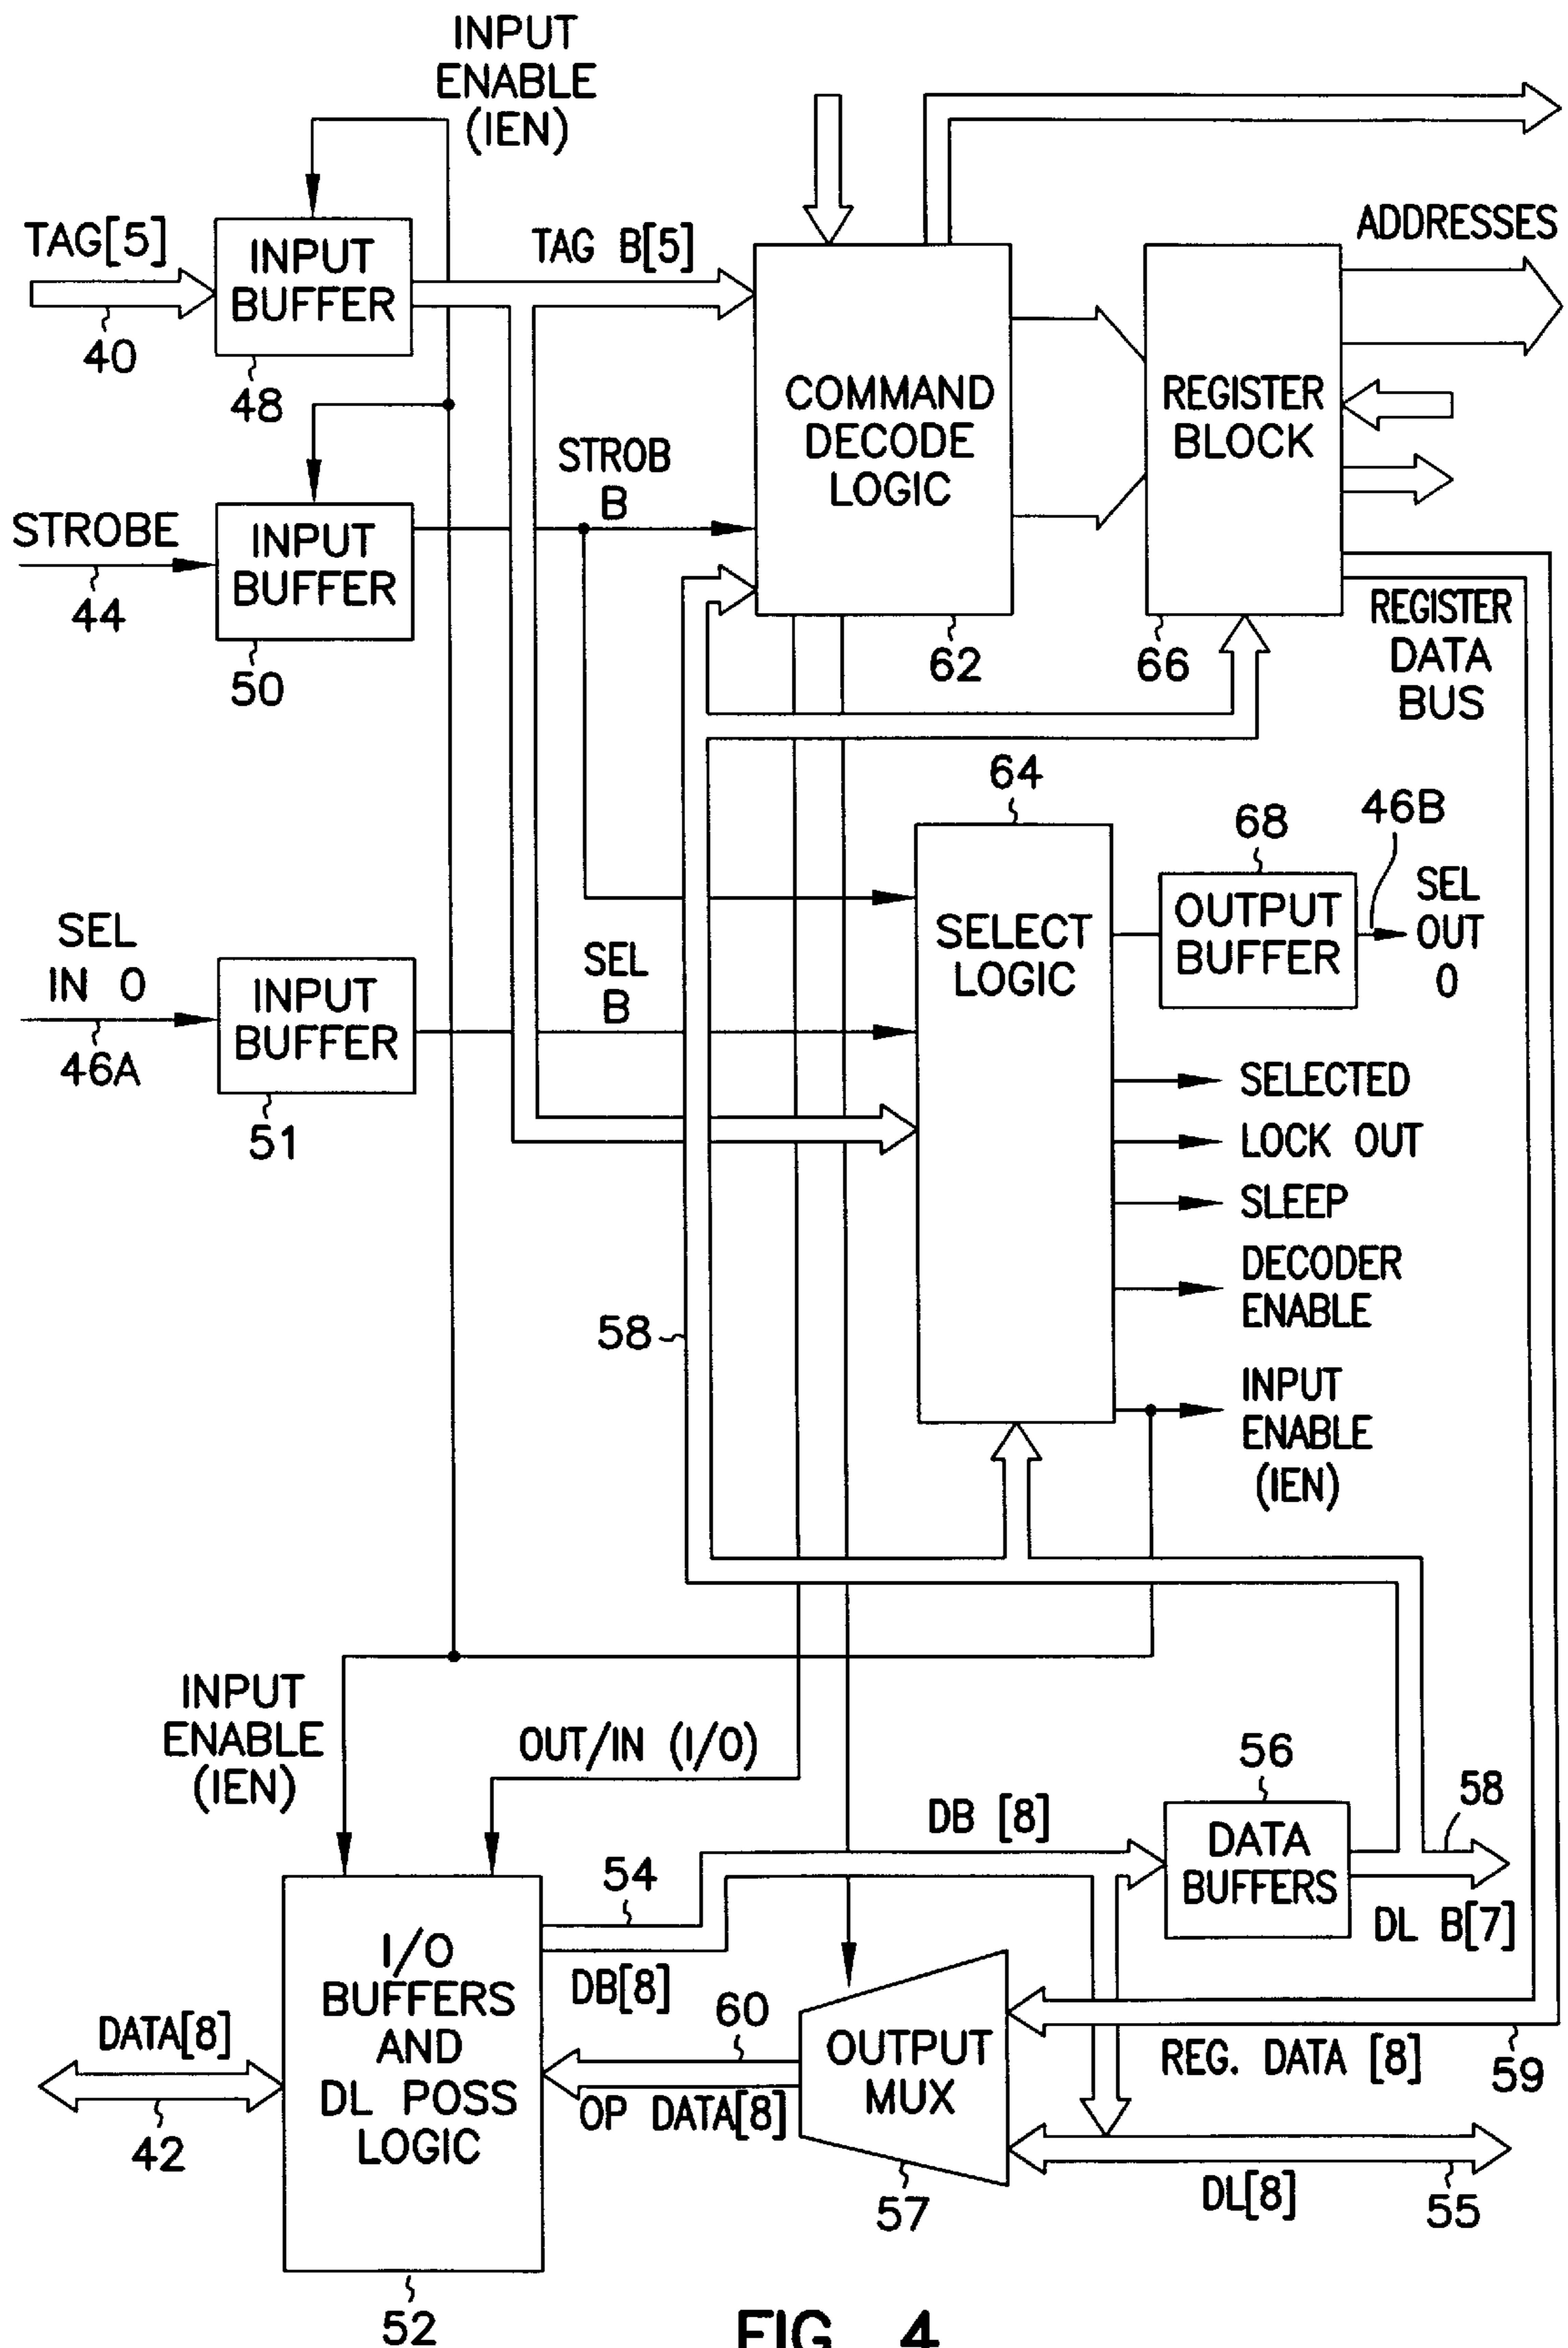 INPUT
ENABLE
(IEN)
TAG[5]
40
INPUT
BUFFER
48
TAG B[5]
COMMAND
DECODE
LOGIC
62
ADDRESSES
REGISTER
BLOCK
66
REGISTER
DATA
BUS
STROBE
44
INPUT
BUFFER
50
STROB
B
64
SELECT
LOGIC
68
OUTPUT
BUFFER
46B
SEL
OUT
0
SEL
IN 0
46A
INPUT
BUFFER
51
SEL
B
SELECTED
LOCK OUT
SLEEP
DECODER
ENABLE
INPUT
ENABLE
(IEN)
58
INPUT
ENABLE
(IEN)
OUT/IN (I/O)
DB [8]
56
DATA
BUFFERS
58
DL B[7]
54
DB[8]
I/O
BUFFERS
AND
DL POSS
LOGIC
52
DATA[8]
42
60
OP DATA[8]
OUTPUT
MUX
57
REG. DATA [8]
59
DL[8]
55
FIG. 4